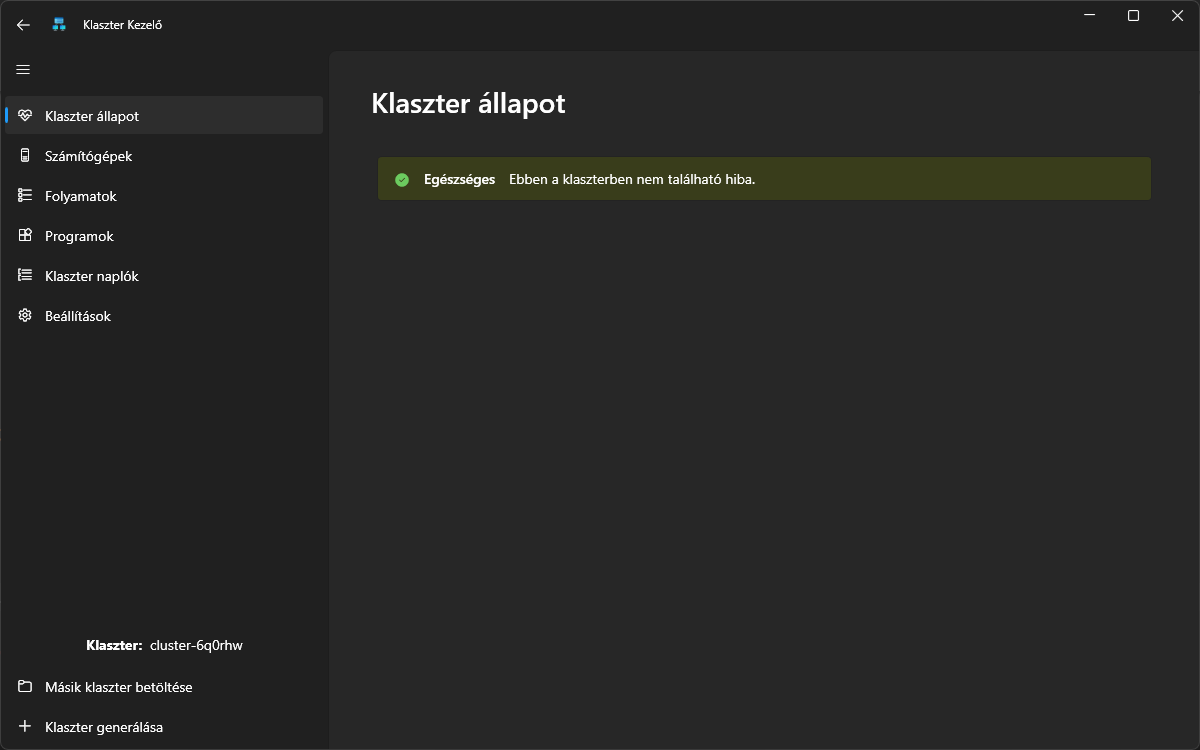 Klaszter Kezelő
Klaszter állapot
Számítógépek
Folyamatok
Programok
Klaszter naplók
Beállítások
Klaszter: cluster-6q0rhw
Másik klaszter betöltése
Klaszter generálása
Klaszter állapot
Egészséges Ebben a klaszterben nem található hiba.